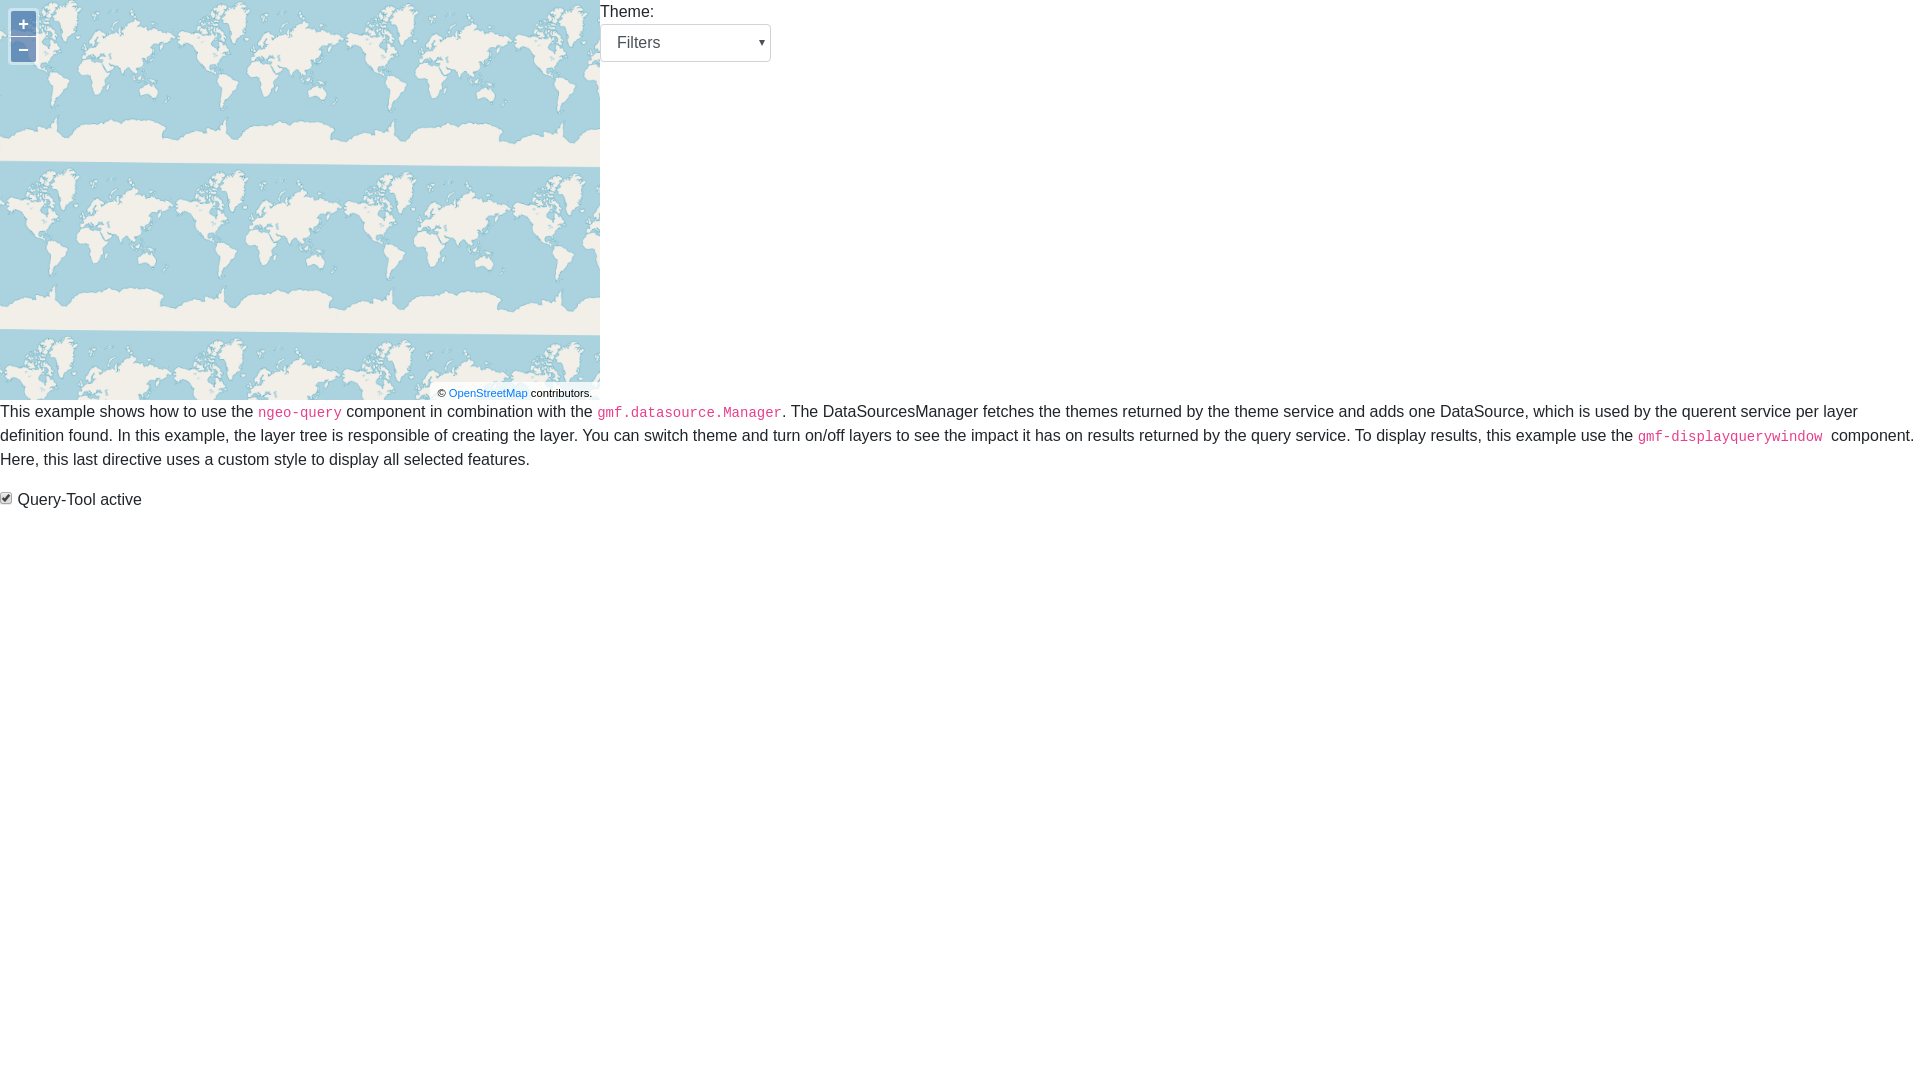 +
−
Theme:
Filters
© OpenStreetMap contributors.
This example shows how to use the ngeo-query component in combination with the gmf.datasource.Manager. The DataSourcesManager fetches the themes returned by the theme service and adds one DataSource, which is used by the querent service per layer
definition found. In this example, the layer tree is responsible of creating the layer. You can switch theme and turn on/off layers to see the impact it has on results returned by the query service. To display results, this example use the gmf-displayquerywindow component.
Here, this last directive uses a custom style to display all selected features.
Query-Tool active